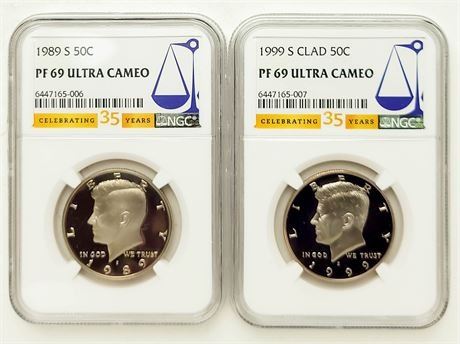 1989 S 50C
PF 69 ULTRA CAMEO
6447165-006
CELEBRATING 35 YEARS
NGC
LIBERTY
IN GOD WE TRUST
S
1989
1999 S CLAD 50C
PF 69 ULTRA CAMEO
6447165-007
CELEBRATING 35 YEARS
NGC
LIBERTY
IN GOD WE TRUST
S
1999